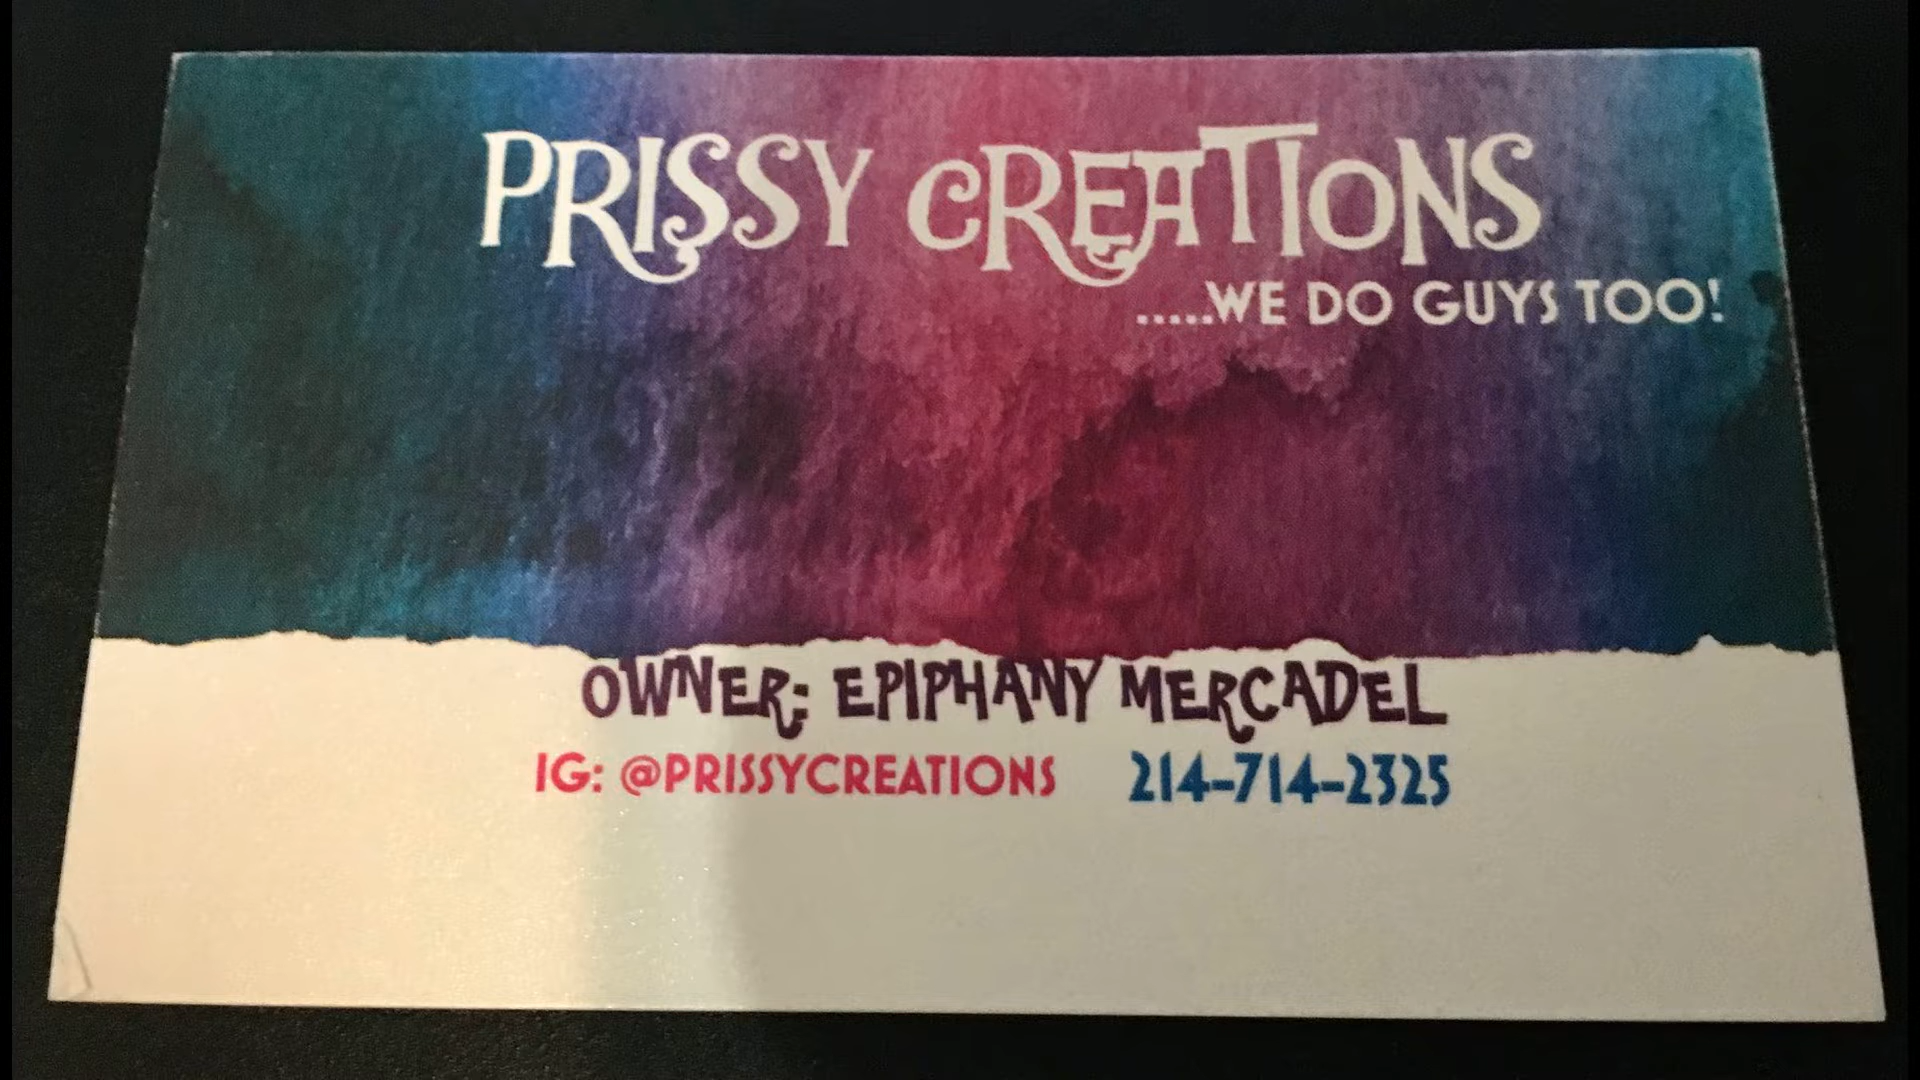 PRISSY CREATIONS
.....WE DO GUYS TOO!
OWNER: EPIPHANY MERCADEL
IG: @PRISSYCREATIONS 214-714-2325